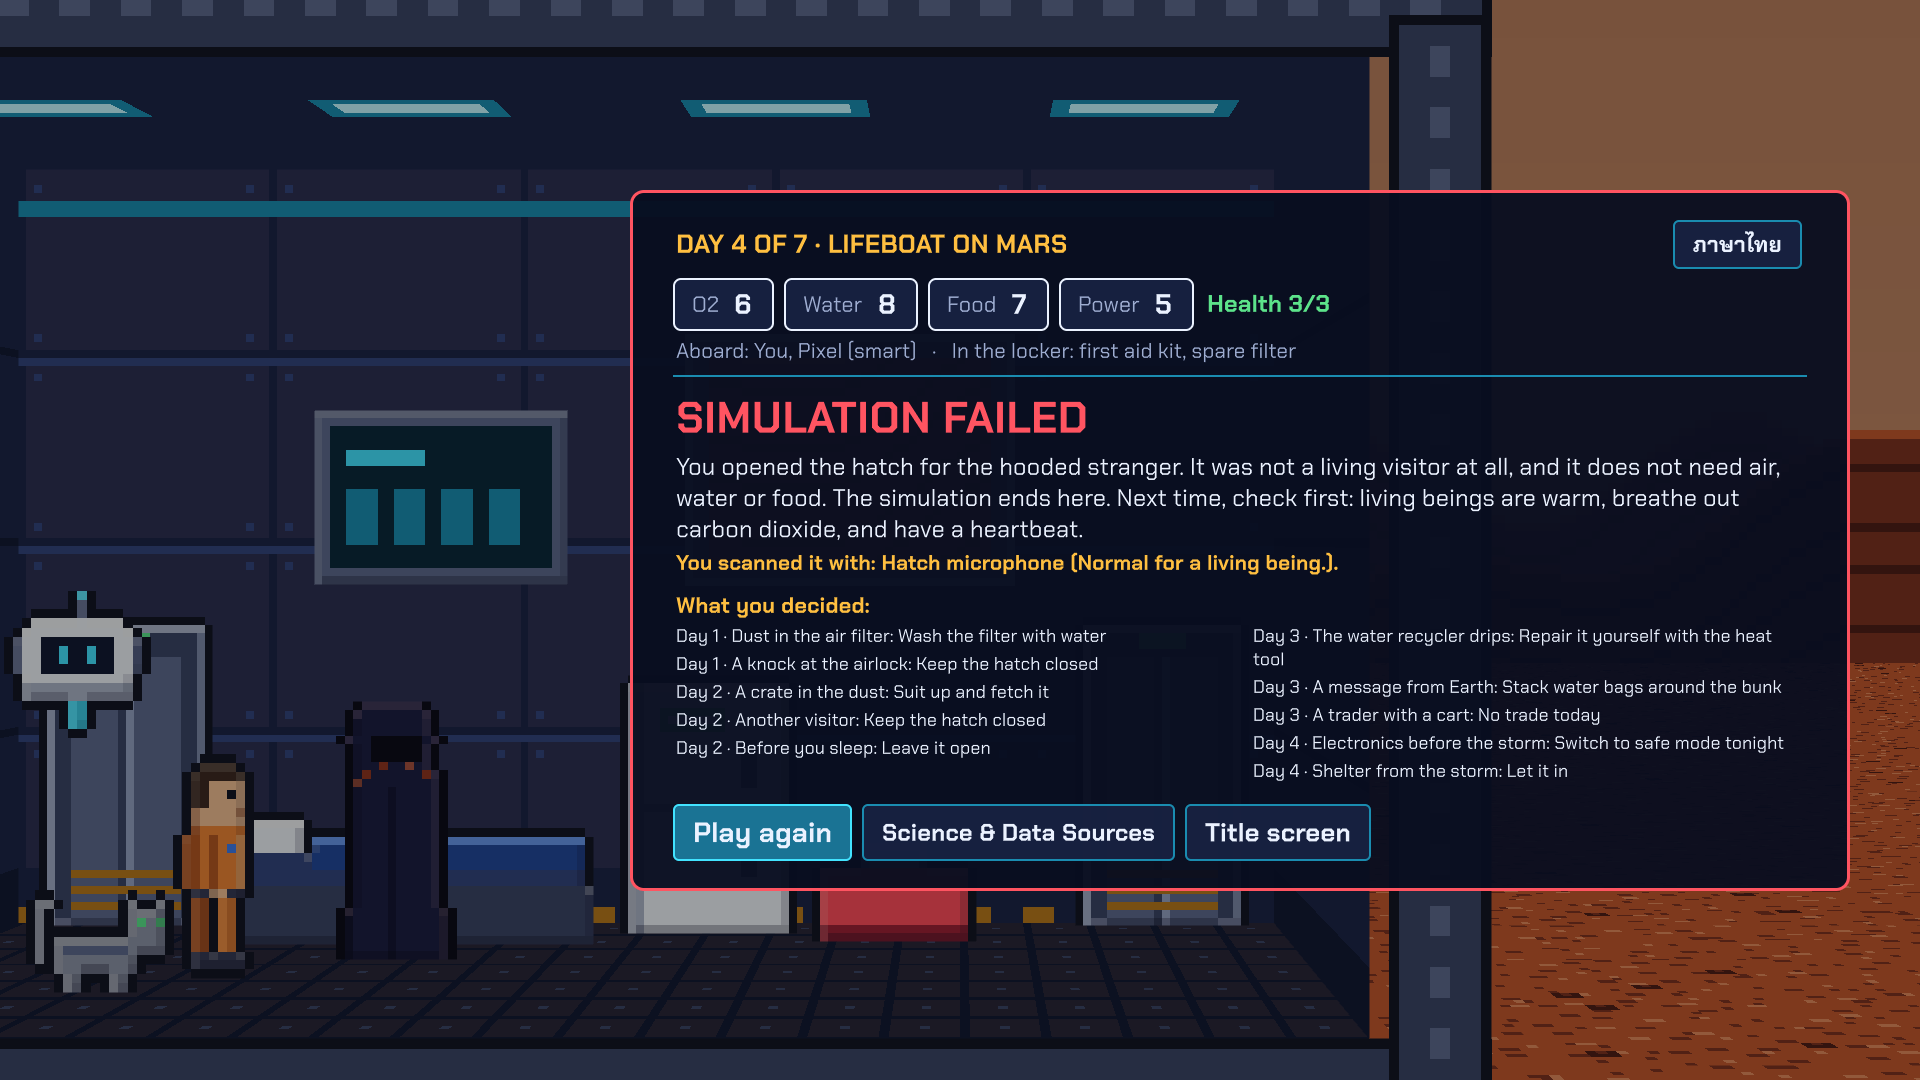 DAY 4 OF 7 · LIFEBOAT ON MARS
ภาษาไทย
O2 6 Water 8 Food 7 Power 5 Health 3/3
Aboard: You, Pixel (smart) · In the locker: first aid kit, spare filter
SIMULATION FAILED
You opened the hatch for the hooded stranger. It was not a living visitor at all, and it does not need air,
water or food. The simulation ends here. Next time, check first: living beings are warm, breathe out
carbon dioxide, and have a heartbeat.
You scanned it with: Hatch microphone (Normal for a living being.).
What you decided:
Day 1 · Dust in the air filter: Wash the filter with water
Day 1 · A knock at the airlock: Keep the hatch closed
Day 2 · A crate in the dust: Suit up and fetch it
Day 2 · Another visitor: Keep the hatch closed
Day 2 · Before you sleep: Leave it open
Day 3 · The water recycler drips: Repair it yourself with the heat
tool
Day 3 · A message from Earth: Stack water bags around the bunk
Day 3 · A trader with a cart: No trade today
Day 4 · Electronics before the storm: Switch to safe mode tonight
Day 4 · Shelter from the storm: Let it in
Play again
Science & Data Sources
Title screen